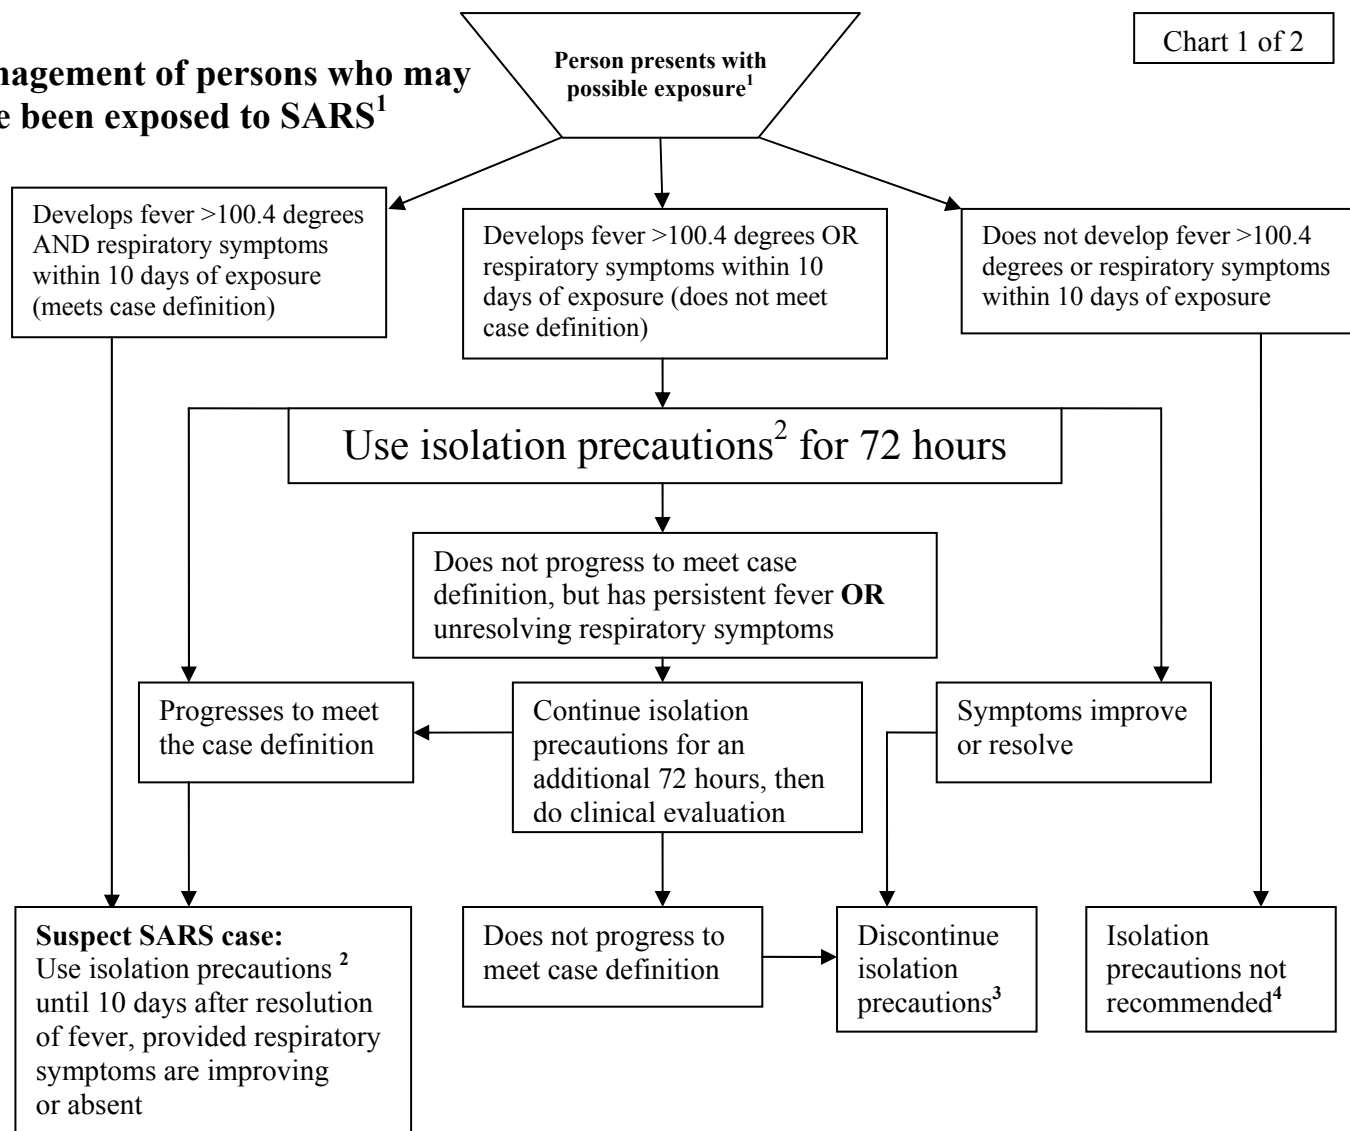 Chart 1 of 2
nagement of persons who may
e been exposed to SARS1
Person presents with
possible exposure1
Develops fever >100.4 degrees
AND respiratory symptoms
within 10 days of exposure
(meets case definition)
Develops fever >100.4 degrees OR
respiratory symptoms within 10
days of exposure (does not meet
case definition)
Does not develop fever >100.4
degrees or respiratory symptoms
within 10 days of exposure
Use isolation precautions2 for 72 hours
Does not progress to meet case
definition, but has persistent fever OR
unresolving respiratory symptoms
Progresses to meet
the case definition
Continue isolation
precautions for an
additional 72 hours, then
do clinical evaluation
Symptoms improve
or resolve
Suspect SARS case:
Use isolation precautions 2
until 10 days after resolution
of fever, provided respiratory
symptoms are improving
or absent
Does not progress to
meet case definition
Discontinue
isolation
precautions3
Isolation
precautions not
recommended4